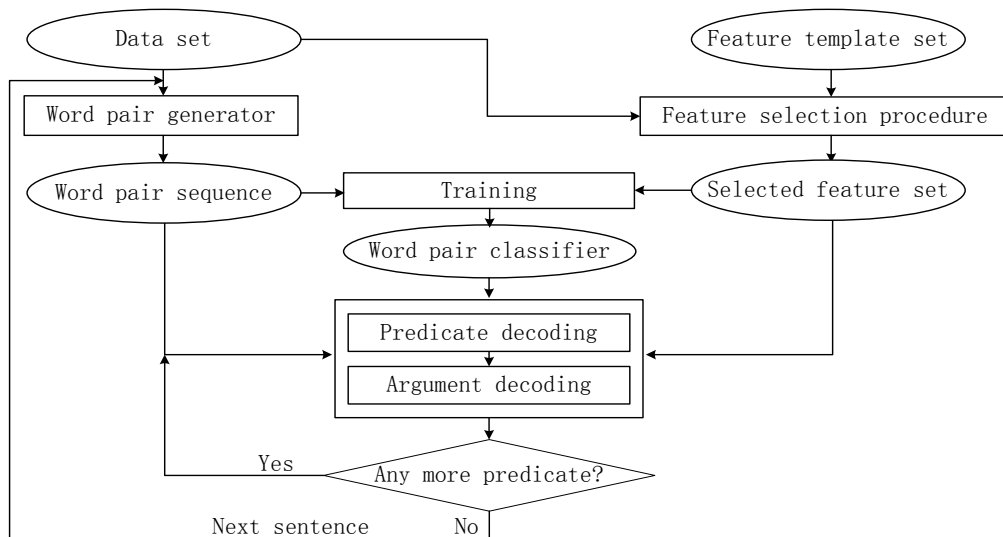 Data set
Feature template set
Word pair generator
Feature selection procedure
Word pair sequence
Training
Selected feature set
Word pair classifier
Predicate decoding
Argument decoding
Any more predicate?
Yes
Next sentence
No